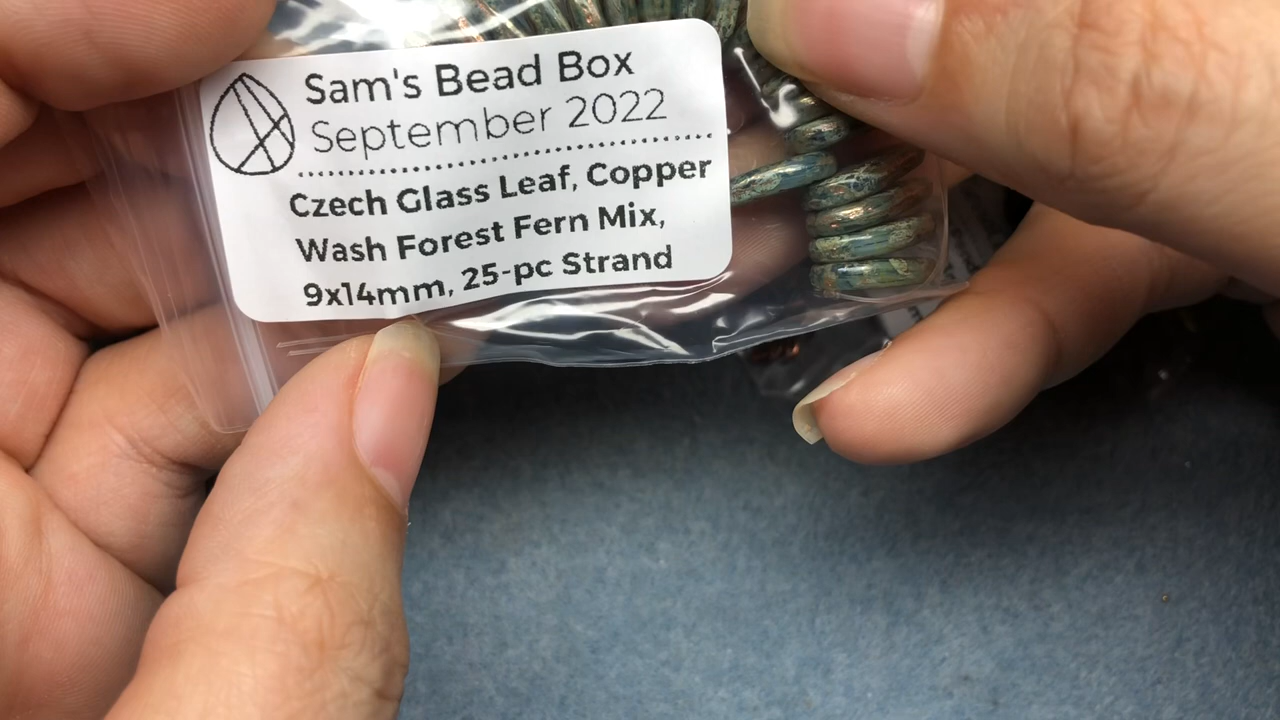 Sam's Bead Box
September 2022
Czech Glass Leaf, Copper
Wash Forest Fern Mix,
9x14mm, 25-pc Strand